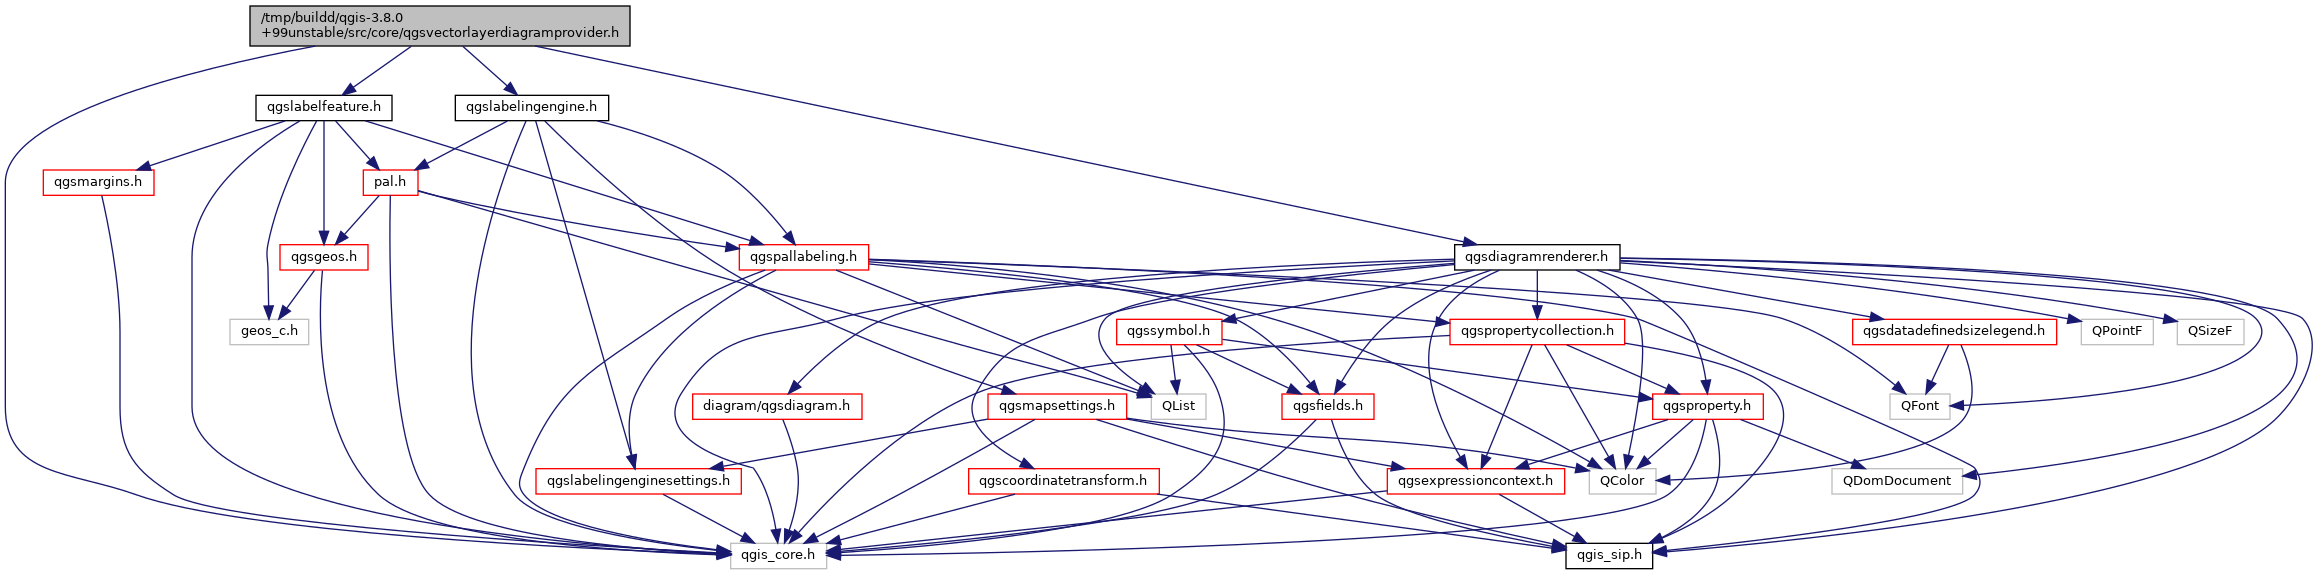 /tmp/buildd/qgis-3.8.0
+99unstable/src/core/qgsvectorlayerdiagramprovider.h
qgslabelfeature.h
qgslabelingengine.h
qgsmargins.h
pal.h
qgsgeos.h
qgspallabeling.h
qgsdiagramrenderer.h
geos_c.h
qgssymbol.h
qgspropertycollection.h
qgsdatadefinedsizelegend.h
QPointF
QSizeF
diagram/qgsdiagram.h
qgsmapsettings.h
QList
qgsfields.h
qgsproperty.h
QFont
qgslabelingenginesettings.h
qgscoordinatetransform.h
qgsexpressioncontext.h
QColor
QDomDocument
qgis_core.h
qgis_sip.h